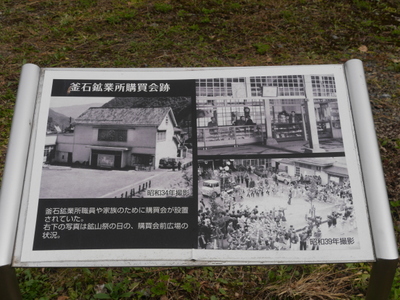 釜石鉱業所購買会跡
昭和34年撮影
昭和39年撮影
釜石鉱業所職員や家族のために購買会が設置
されていた。
右下の写真は鉱山祭の日の、購買会前広場の
状況。